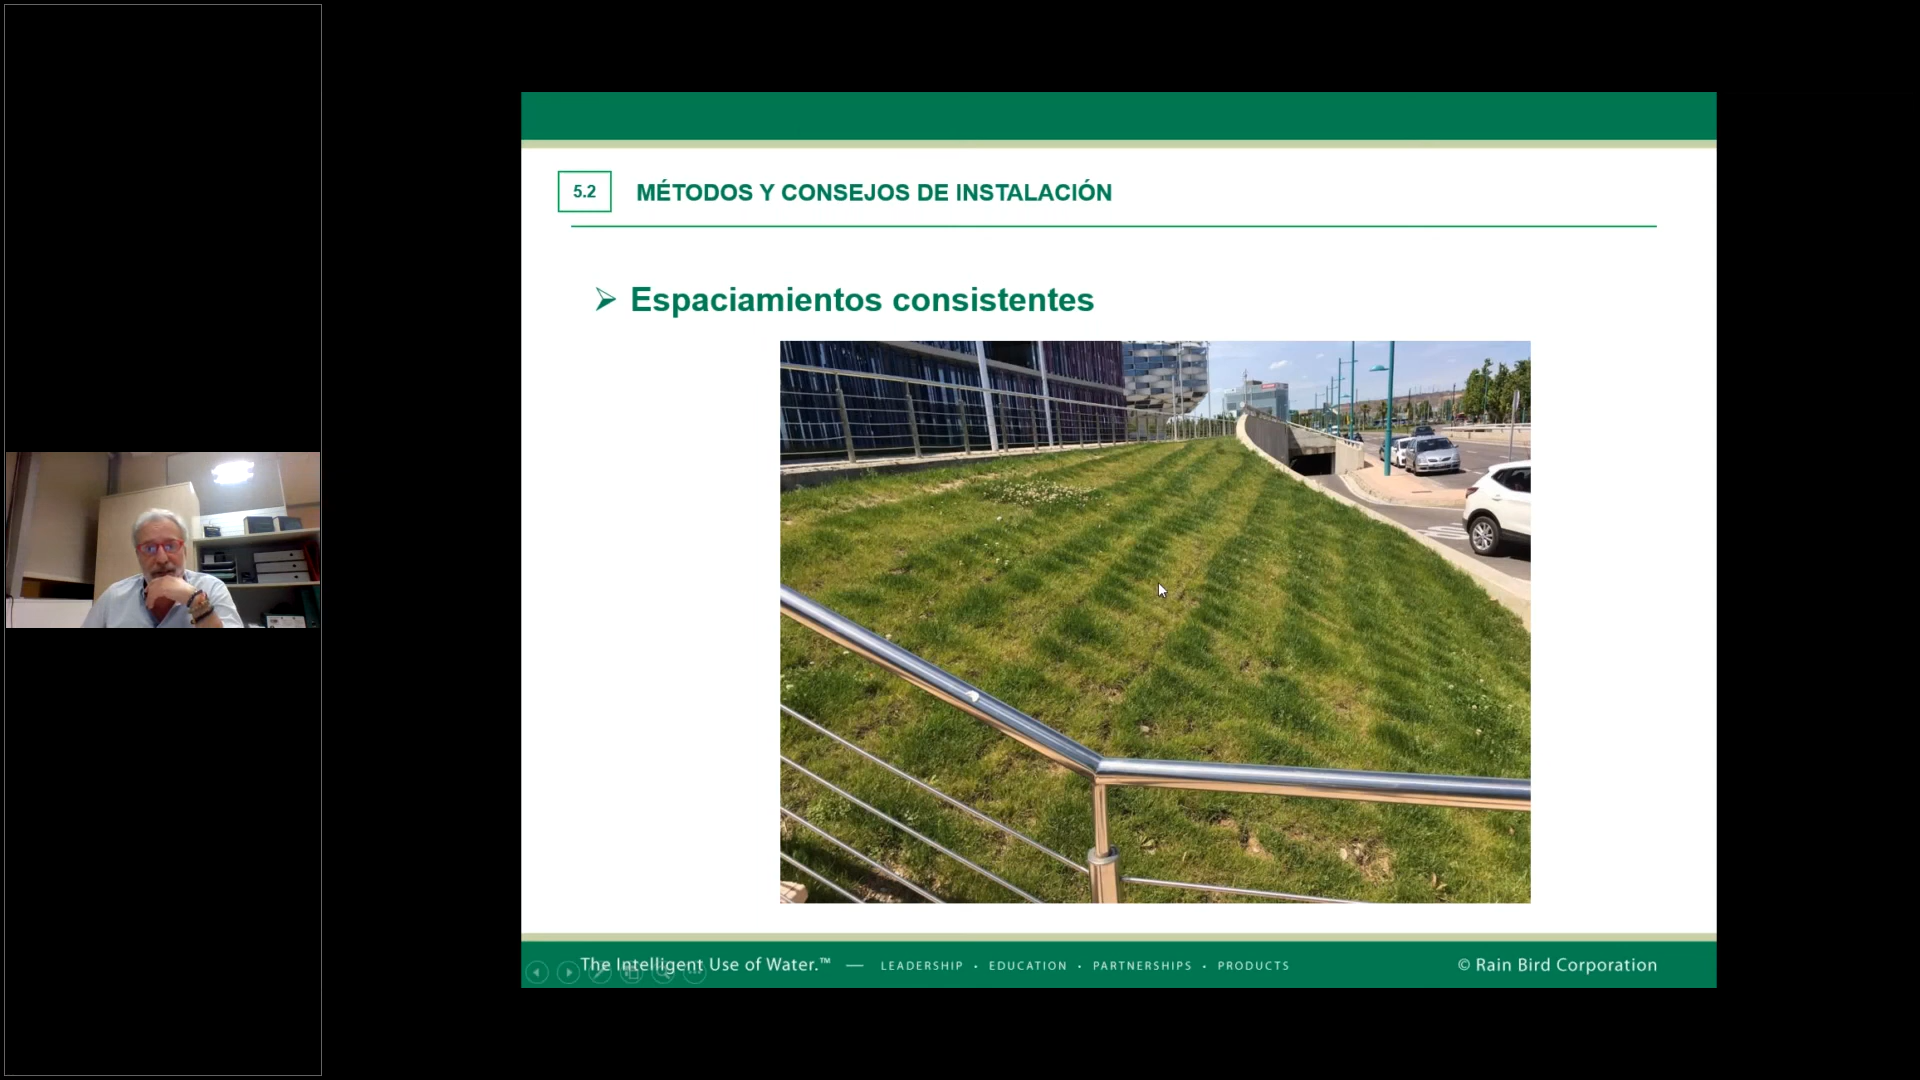 5.2
MÉTODOS Y CONSEJOS DE INSTALACIÓN
➢ Espaciamientos consistentes
The Intelligent Use of Water.™ — LEADERSHIP • EDUCATION • PARTNERSHIPS • PRODUCTS
© Rain Bird Corporation